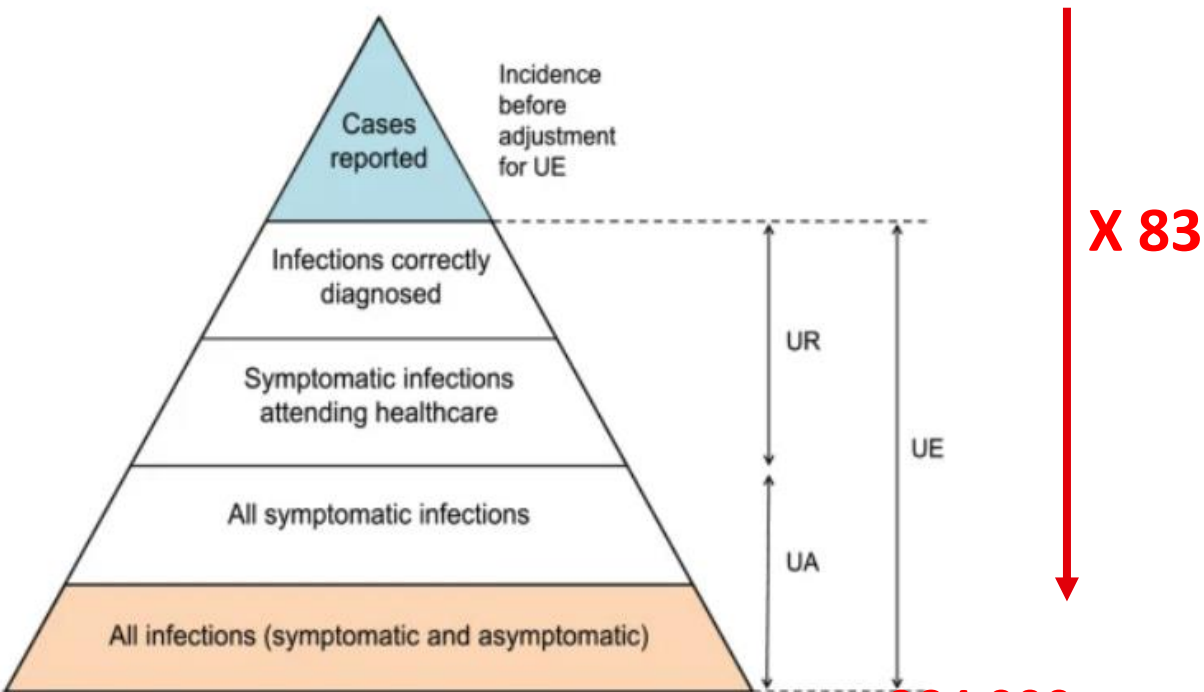 Incidence
before
adjustment
for UE
Cases
reported
X 83
Infections correctly
diagnosed
UR
Symptomatic infections
attending healthcare
UE
All symptomatic infections
UA
All infections (symptomatic and asymptomatic)